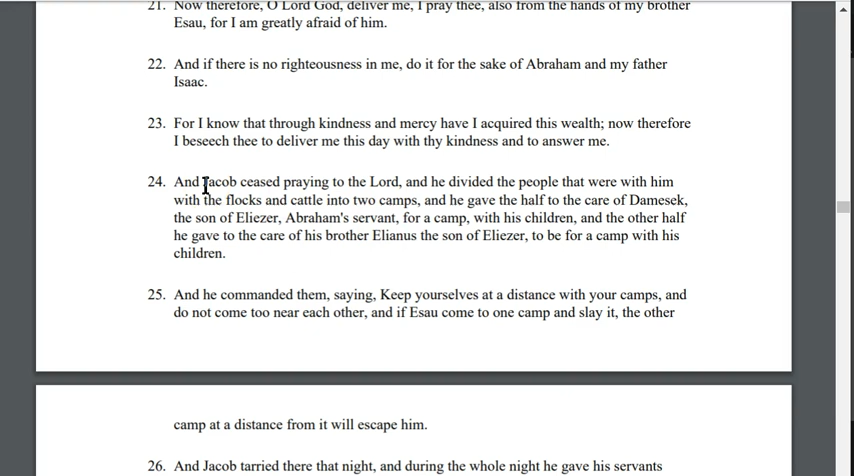 21. Now therefore, O Lord God, deliver me, I pray thee, also from the hands of my brother
Esau, for I am greatly afraid of him.
22. And if there is no righteousness in me, do it for the sake of Abraham and my father
Isaac.
23. For I know that through kindness and mercy have I acquired this wealth; now therefore
I beseech thee to deliver me this day with thy kindness and to answer me.
24. And Jacob ceased praying to the Lord, and he divided the people that were with him
with the flocks and cattle into two camps, and he gave the half to the care of Damesek,
the son of Eliezer, Abraham's servant, for a camp, with his children, and the other half
he gave to the care of his brother Elianus the son of Eliezer, to be for a camp with his
children.
25. And he commanded them, saying, Keep yourselves at a distance with your camps, and
do not come too near each other, and if Esau come to one camp and slay it, the other
camp at a distance from it will escape him.
26. And Jacob tarried there that night, and during the whole night he gave his servants